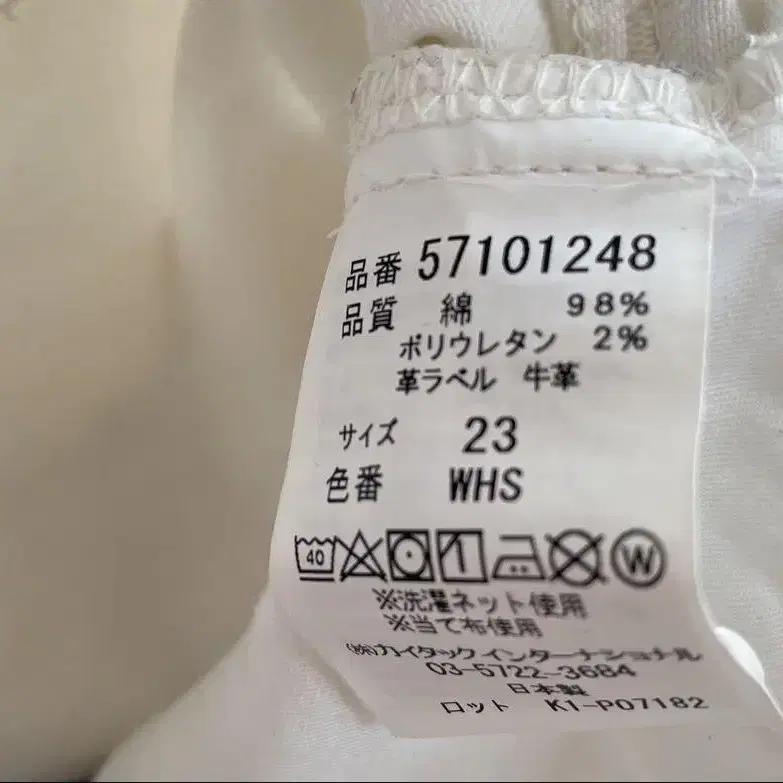 品番 57101248
品質 綿 98%
ポリウレタン 2%
革ラベル 牛革
サイズ 23
色番 WHS
40 W
※洗濯ネット使用
※当て布使用
㈱カイタックインターナショナル
03-5722-3684
日本製
ロット K1-P07182